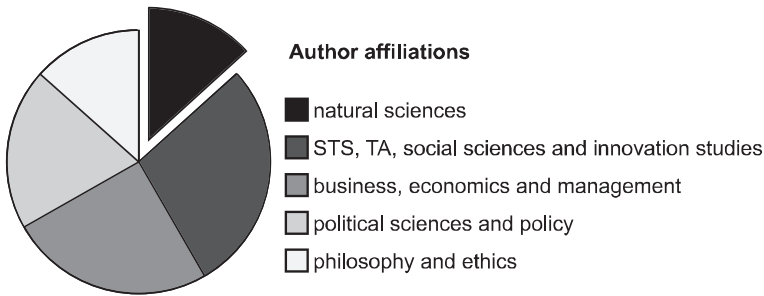 Author affiliations
natural sciences
STS, TA, social sciences and innovation studies
business, economics and management
political sciences and policy
philosophy and ethics